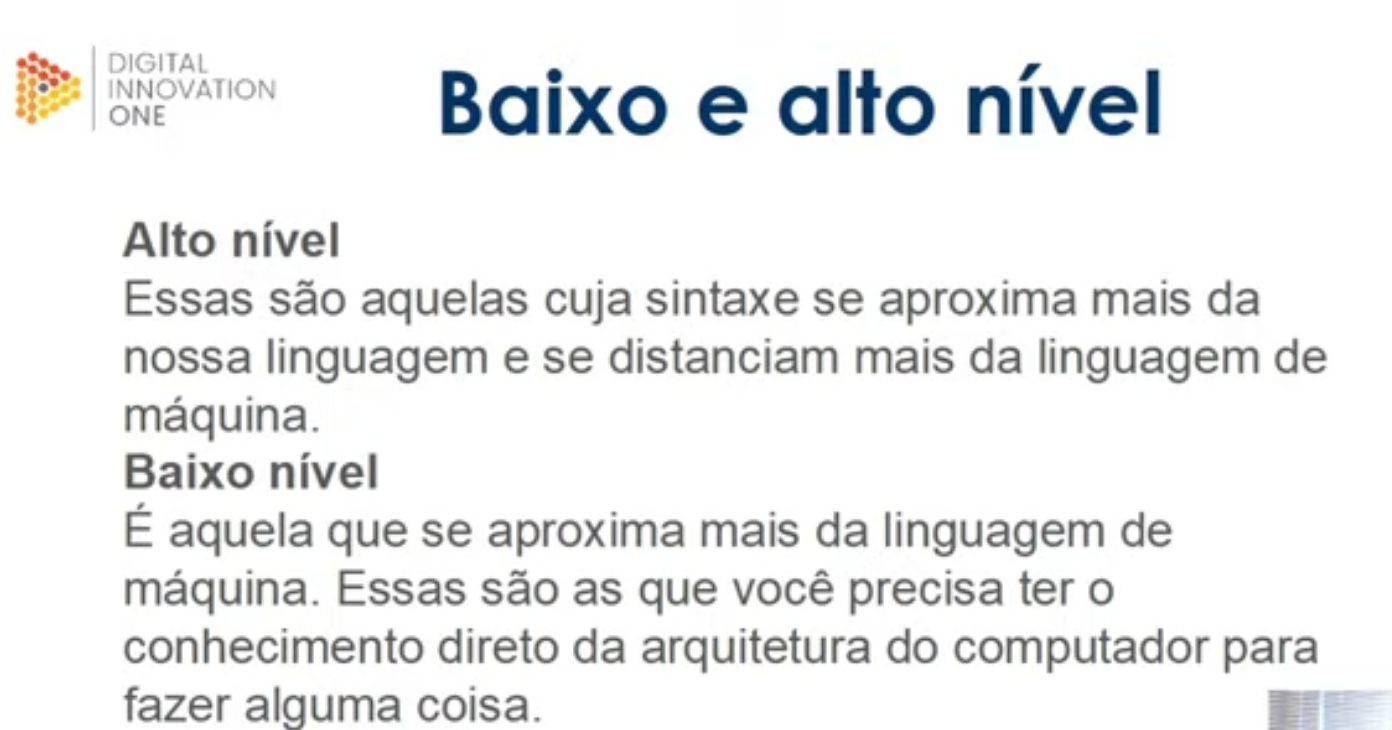 DIGITAL
INNOVATION
ONE
Baixo e alto nível
Alto nível
Essas são aquelas cuja sintaxe se aproxima mais da
nossa linguagem e se distanciam mais da linguagem de
máquina.
Baixo nível
É aquela que se aproxima mais da linguagem de
máquina. Essas são as que você precisa ter o
conhecimento direto da arquitetura do computador para
fazer alguma coisa.